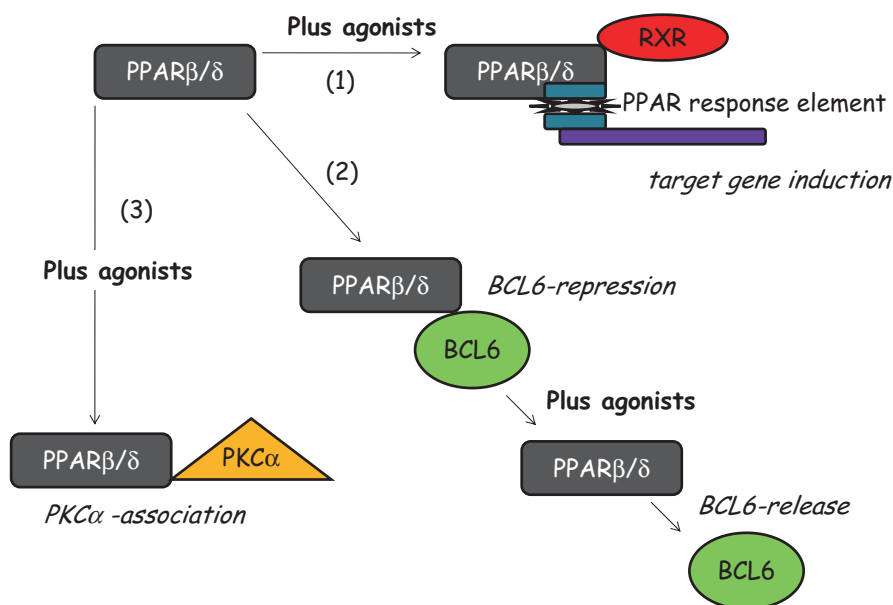 Plus agonists
RXR
PPARβ/δ
PPARβ/δ
(1)
PPAR response element
(2)
target gene induction
(3)
Plus agonists
PPARβ/δ
BCL6-repression
BCL6
Plus agonists
PPARβ/δ
PKCα
PPARβ/δ
PKCα -association
BCL6-release
BCL6